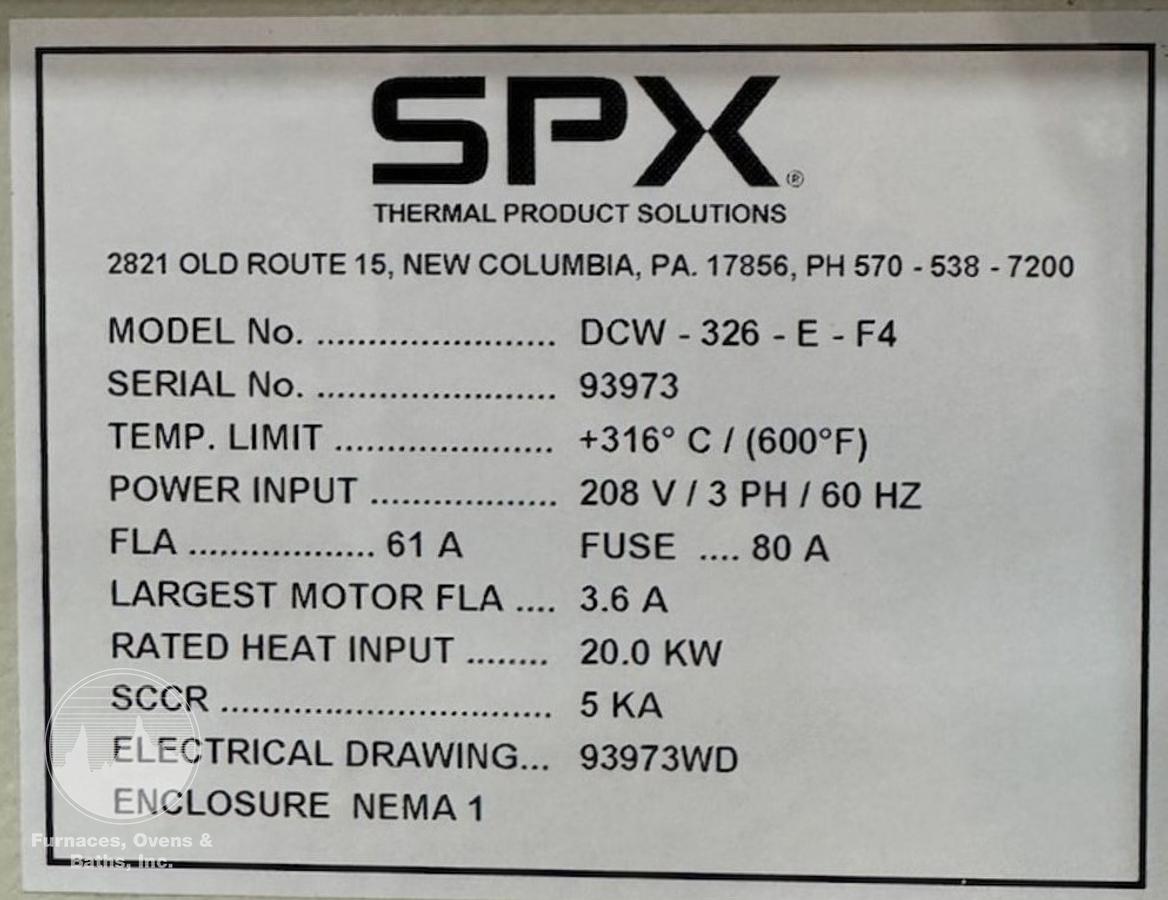 SPX®
THERMAL PRODUCT SOLUTIONS
2821 OLD ROUTE 15, NEW COLUMBIA, PA. 17856, PH 570 - 538 - 7200
MODEL No. ........................ DCW - 326 - E - F4
SERIAL No. ........................ 93973
TEMP. LIMIT ...................... +316° C / (600°F)
POWER INPUT ................... 208 V / 3 PH / 60 HZ
FLA ................... 61 A FUSE .... 80 A
LARGEST MOTOR FLA .... 3.6 A
RATED HEAT INPUT ........ 20.0 KW
SCCR ................................. 5 KA
ELECTRICAL DRAWING... 93973WD
ENCLOSURE NEMA 1
Furnaces, Ovens &
Baths, Inc.